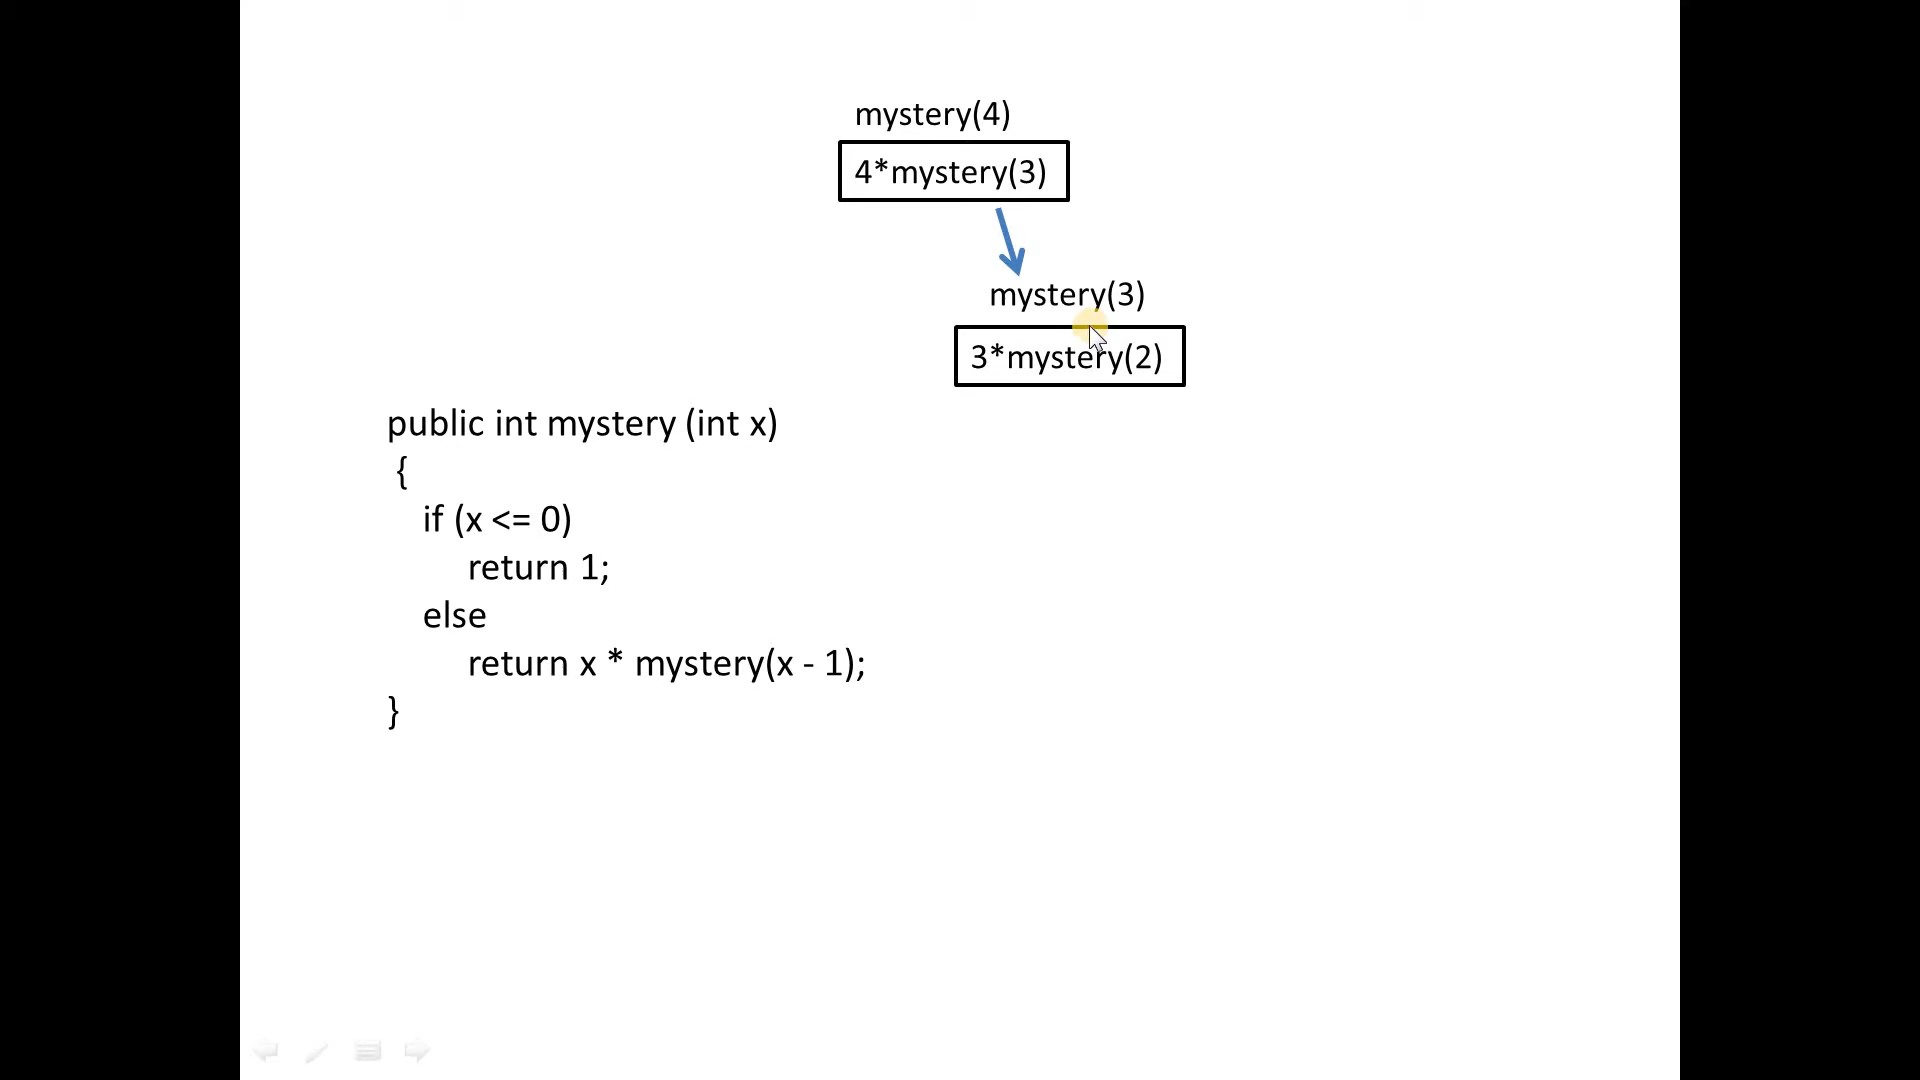 mystery(4)
4*mystery(3)
mystery(3)
3*mystery(2)
public int mystery (int x)
{
if (x <= 0)
return 1;
else
return x * mystery(x - 1);
}